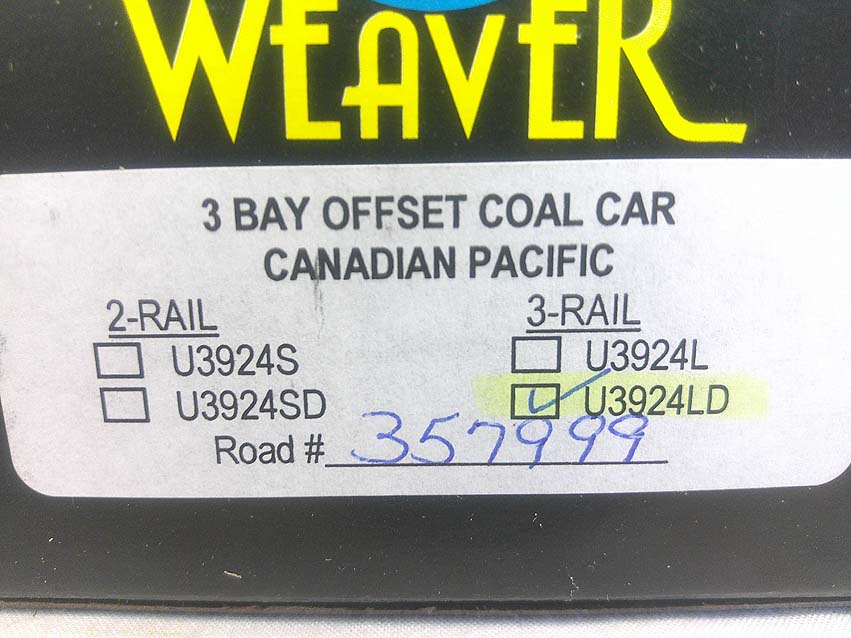 WEAVER
3 BAY OFFSET COAL CAR
CANADIAN PACIFIC
2-RAIL 3-RAIL
U3924S U3924L
U3924SD U3924LD
Road # 357999